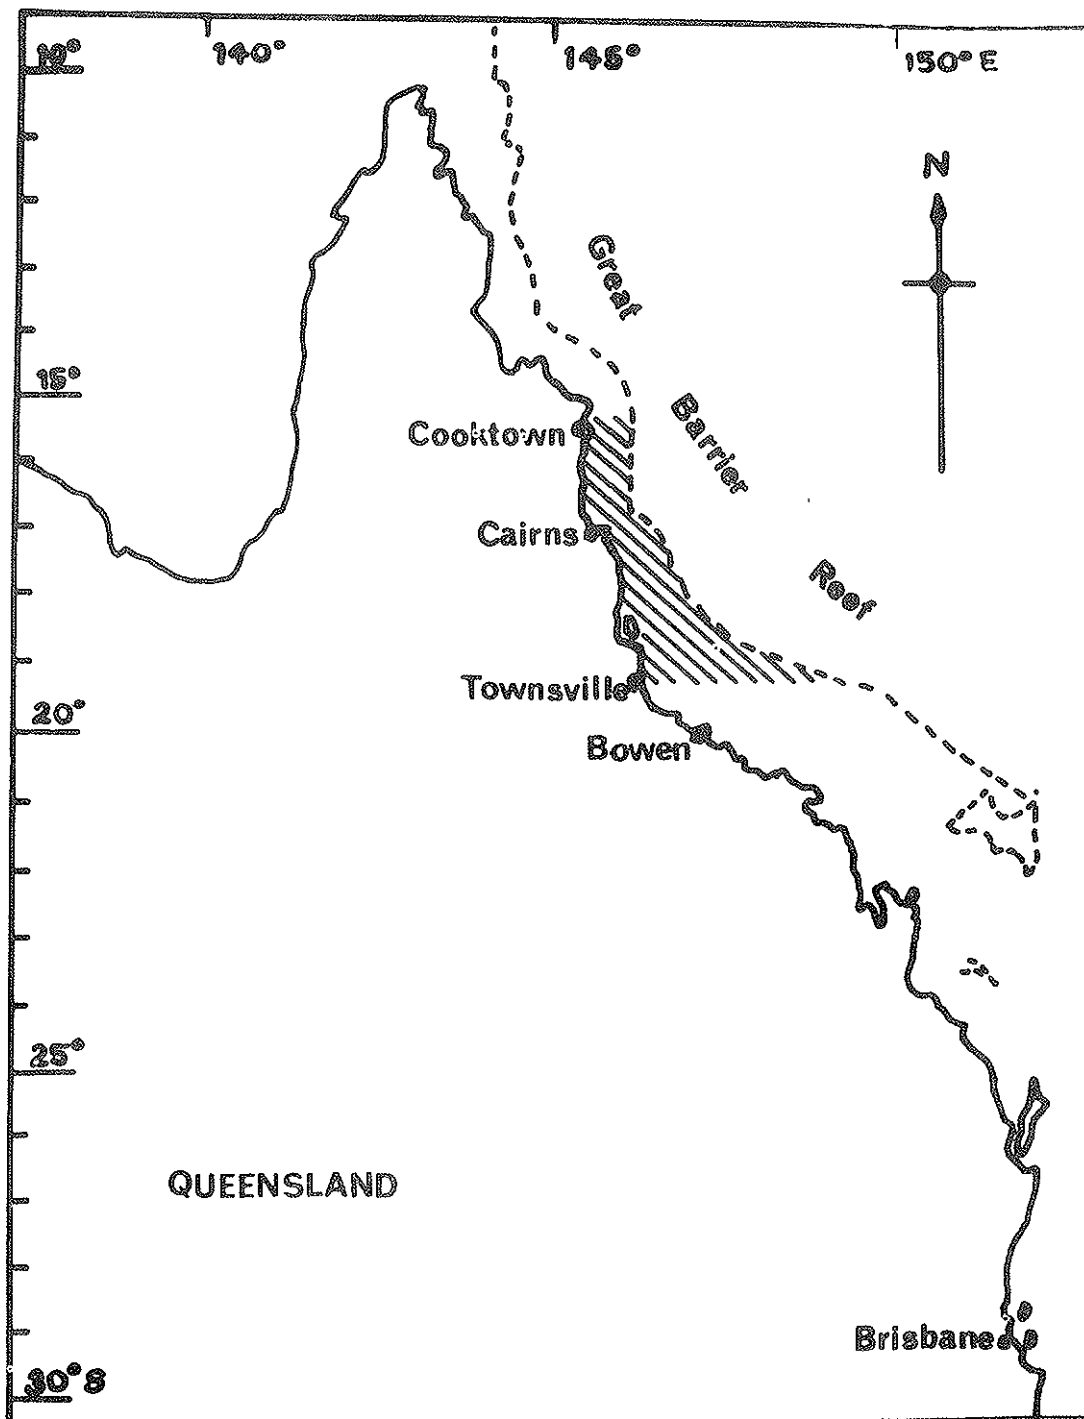 10°
140°
145°
150° E
N
Great
Barrier
Reef
15°
Cooktown
Cairns
Townsville
20°
Bowen
25°
QUEENSLAND
Brisbane
30° S